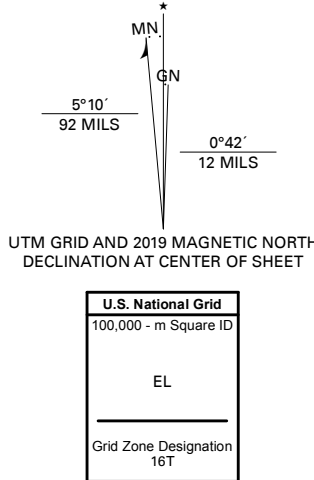 ★
MN
GN
5°10´
92 MILS
0°42´
12 MILS
UTM GRID AND 2019 MAGNETIC NORTH
DECLINATION AT CENTER OF SHEET
U.S. National Grid
100,000 - m Square ID
EL
Grid Zone Designation
16T